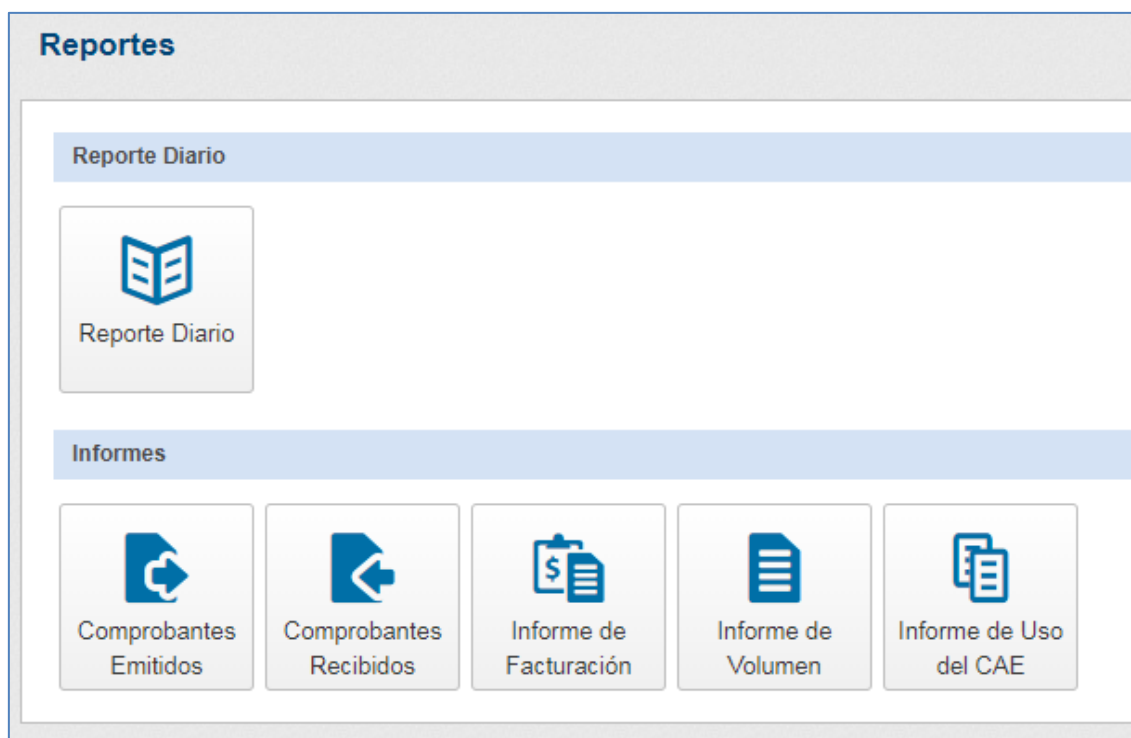 Reportes
Reporte Diario
Reporte Diario
Informes
Comprobantes
Emitidos
Comprobantes
Recibidos
$
Informe de
Facturación
Informe de
Volumen
Informe de Uso
del CAE